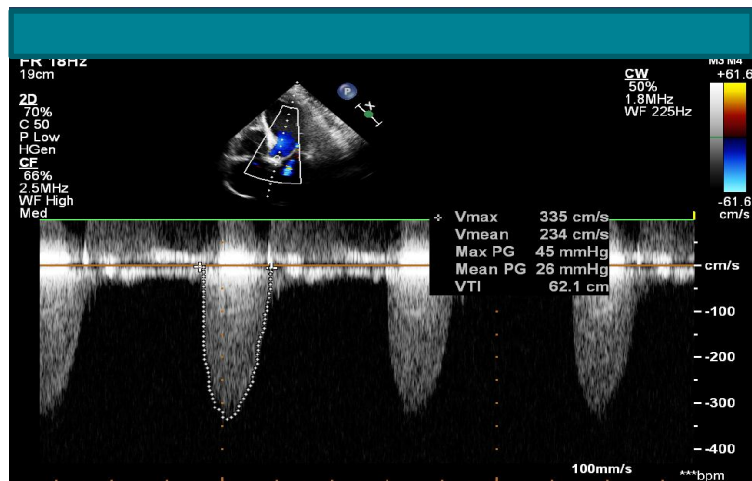 FR 18Hz
19cm
2D
70%
C 50
P Low
HGen
CF
66%
2.5MHz
WF High
Med
P
X
CW
50%
1.8MHz
WF 225Hz
M3 M4
+61.6
-61.6
cm/s
Vmax 335 cm/s
Vmean 234 cm/s
Max PG 45 mmHg
Mean PG 26 mmHg
VTI 62.1 cm
cm/s
-100
-200
-300
-400
100mm/s
***bpm